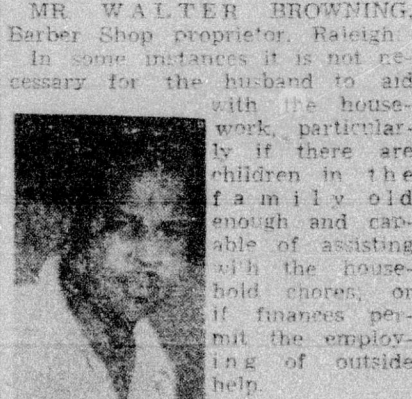 MR. WALTER BROWNING,
Barber Shop proprietor, Raleigh
In some instances it is not ne-
cessary for the husband to aid
with the house-
work, particular-
ly if there are
children in the
family old
enough and cap-
able of assisting
with the house-
hold chores, or
if finances per-
mit the employ-
ing of outside
help.